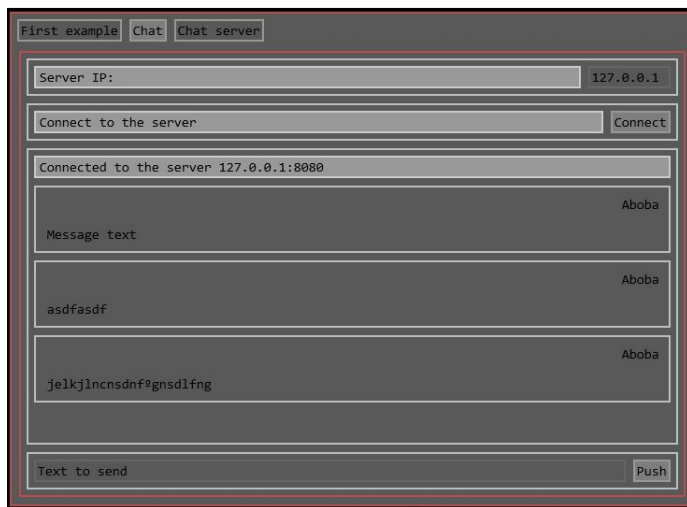 First example Chat Chat server
Server IP: 127.0.0.1
Connect to the server Connect
Connected to the server 127.0.0.1:8080
Aboba
Message text
Aboba
asdfasdf
Aboba
jelkjlncnsdnfºgnsdlfng
Text to send Push